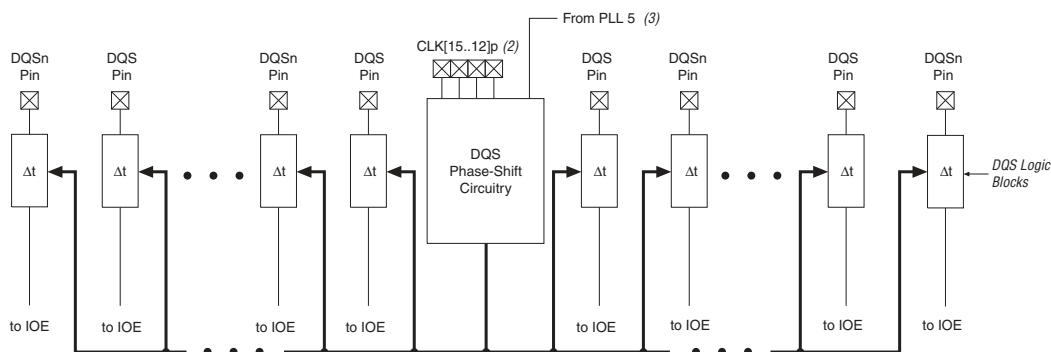 From PLL 5 (3)
CLK[15..12]p (2)
DQSn
Pin
DQS
Pin
DQSn
Pin
DQS
Pin
DQS
Pin
DQSn
Pin
DQS
Pin
DQSn
Pin
Δt
Δt
Δt
Δt
DQS
Phase-Shift
Circuitry
Δt
Δt
Δt
Δt
DQS Logic
Blocks
to IOE
to IOE
to IOE
to IOE
to IOE
to IOE
to IOE
to IOE